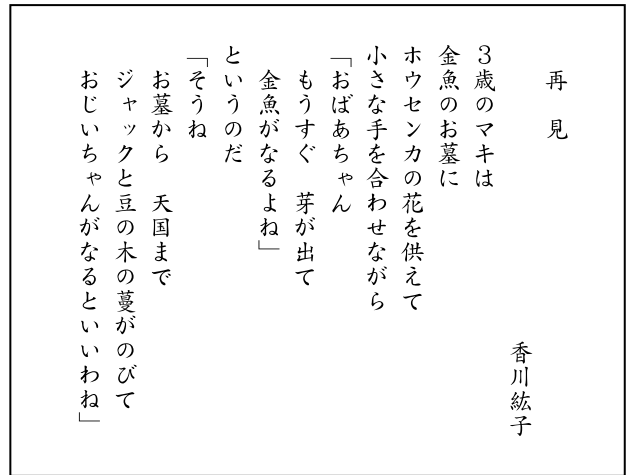 再　見
香川紘子
３歳のマキは
金魚のお墓に
ホウセンカの花を供えて
小さな手を合わせながら
「おばあちゃん
もうすぐ　芽が出て
金魚がなるよね」
というのだ
「そうね
お墓から　天国まで
ジャックと豆の木の蔓がのびて
おじいちゃんがなるといいわね」